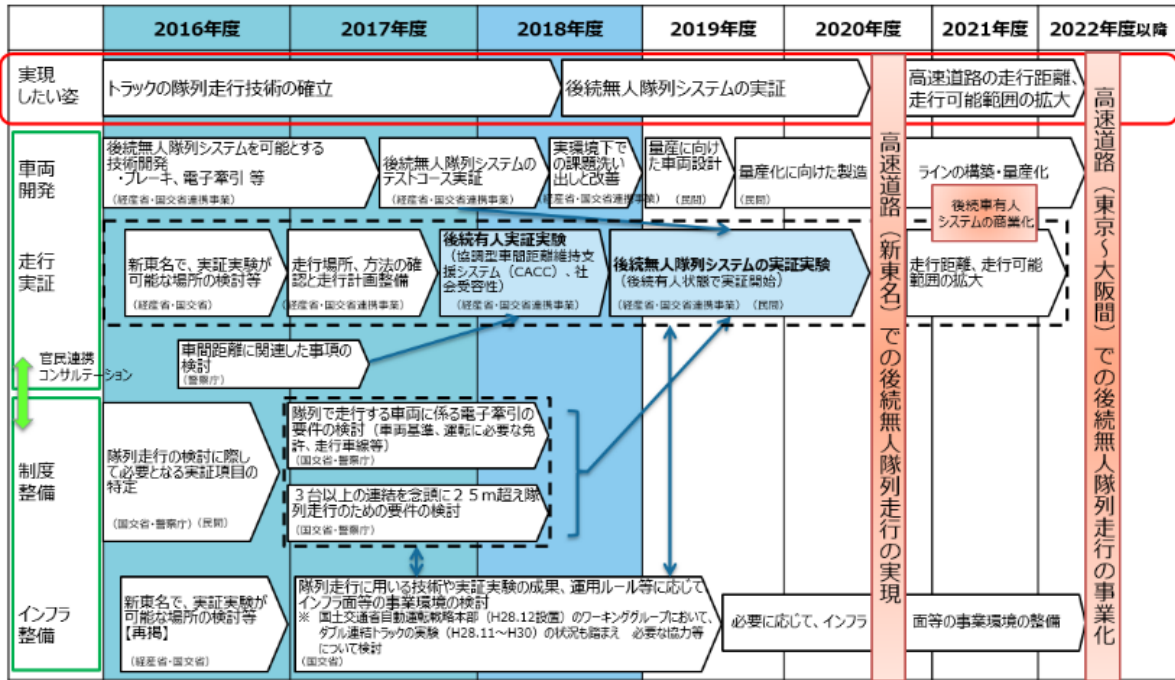 2016年度
2017年度
2018年度
2019年度
2020年度
2021年度
2022年度以降
実現
したい姿
トラックの隊列走行技術の確立
後続無人隊列システムの実証
高速道路の走行距離、
走行可能範囲の拡大
車両
開発
後続無人隊列システムを可能とする
技術開発
・ブレーキ、電子牽引 等
(経産省・国交省連携事業)
後続無人隊列システムの
テストコース実証
(経産省・国交省連携事業)
実環境下
での課題洗い
出しと改善
(経産省・国交省連携事業)
量産に向
けた車両設計
(民間)
量産化に向けた製造
(民間)
ラインの構築・量産化
後続車有人
システムの商業化
走行
実証
新東名で、実証実験が
可能な場所の検討等
(経産省・国交省)
走行場所、方法の確
認と走行計画整備
(経産省・国交省連携事業)
後続有人実証実験
(協調型車間距離維持支
援システム(CACC)、社
会受容性)
(経産省・国交省連携事業)
後続無人隊列システムの実証実験
(後続有人状態で実証開始)
(経産省・国交省連携事業)(民間)
走行距離、走行可能
範囲の拡大
車間距離に関連した事項の
検討
(警察庁)
官民連携
コンサルテーション
制度
整備
隊列走行の検討に際し
て必要となる実証項目の
特定
(国交省・警察庁)(民間)
隊列で走行する車両に係る電子牽引の
要件の検討(車両基準、運転に必要な免
許、走行車線等)
(国交省・警察庁)
3台以上の連結を念頭に25m超え隊
列走行のための要件の検討
(国交省・警察庁)
インフラ
整備
新東名で、実証実験が
可能な場所の検討等
【再掲】
(経産省・国交省)
隊列走行に用いる技術や実証実験の成果、運用ルール等に応じて
インフラ面等の事業環境の検討
※ 国土交通省自動運転戦略本部(H28.12設置)のワーキンググループにおいて、
ダブル連結トラックの実験(H28.11~H30)の状況も踏まえ 必要な協力等
について検討
(国交省)
必要に応じて、インフラ
面等の事業環境の整備
高速道路(新東名)での後続無人隊列走行の実現
高速道路(東京~大阪間)での後続無人隊列走行の事業化